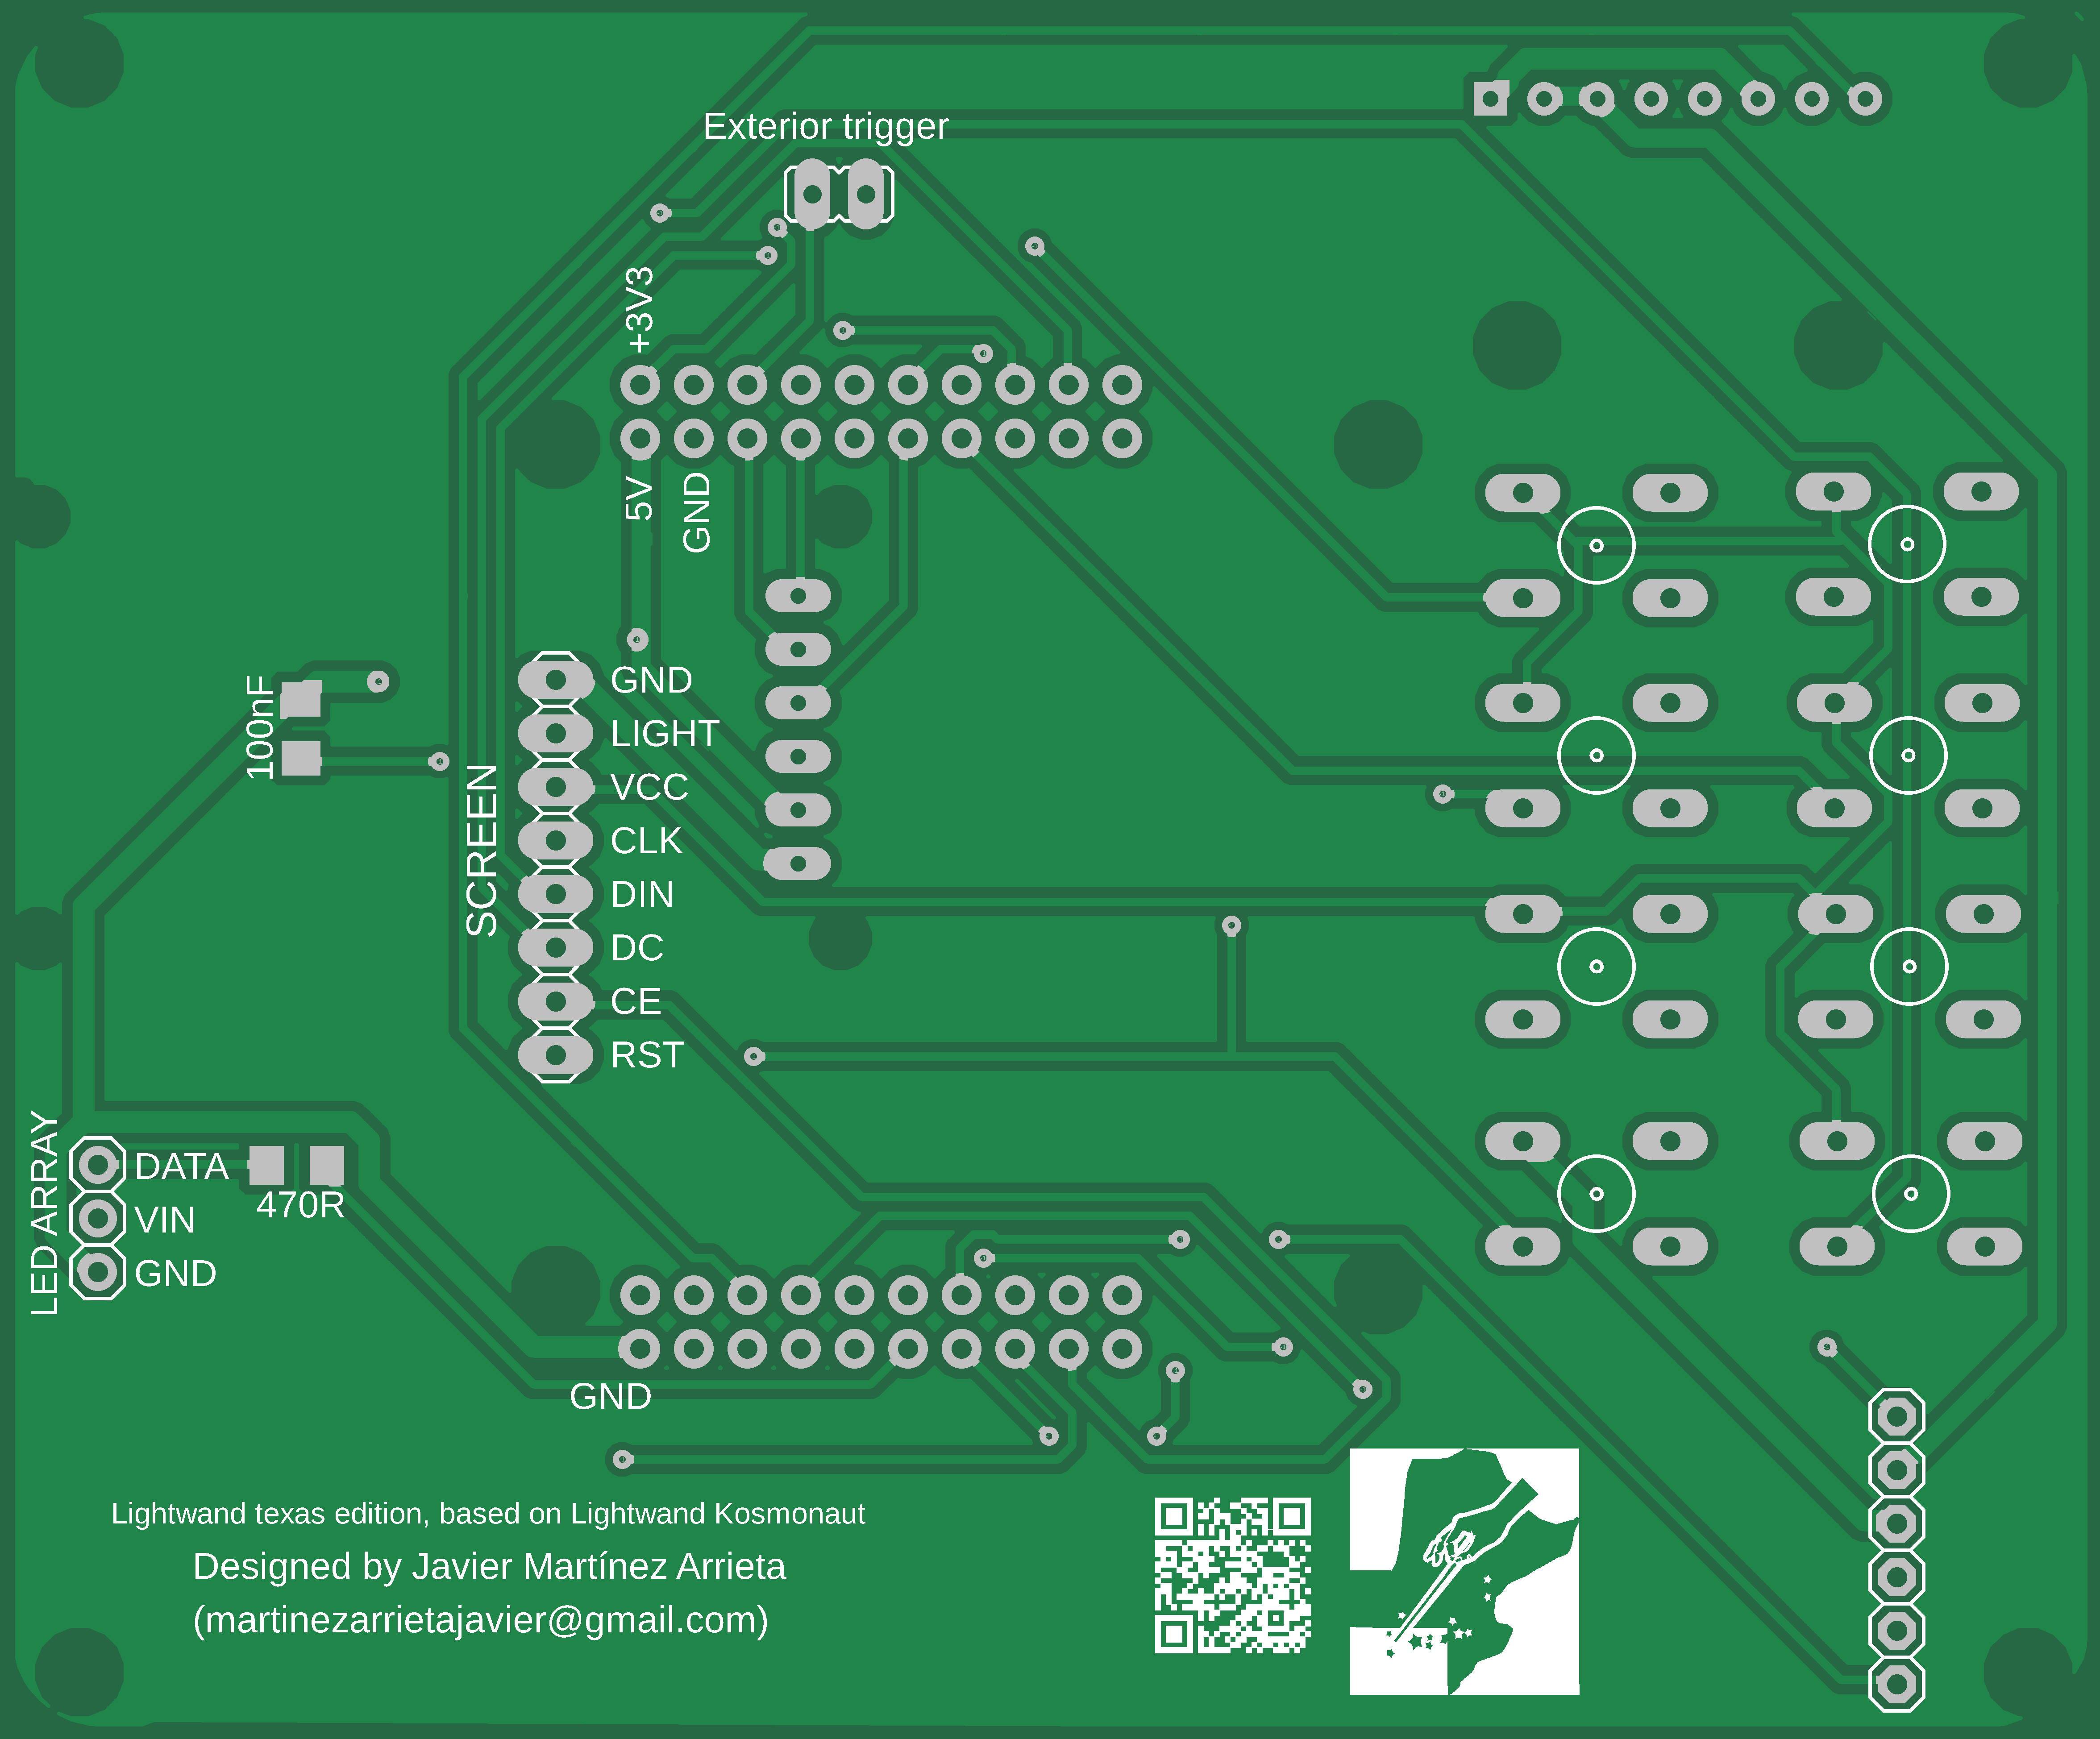 Exterior trigger
+3V3
5V
GND
100nF
SCREEN
GND
LIGHT
VCC
CLK
DIN
DC
CE
RST
LED ARRAY
DATA
VIN
GND
470R
GND
Lightwand texas edition, based on Lightwand Kosmonaut
Designed by Javier Martínez Arrieta
(martinezarrietajavier@gmail.com)